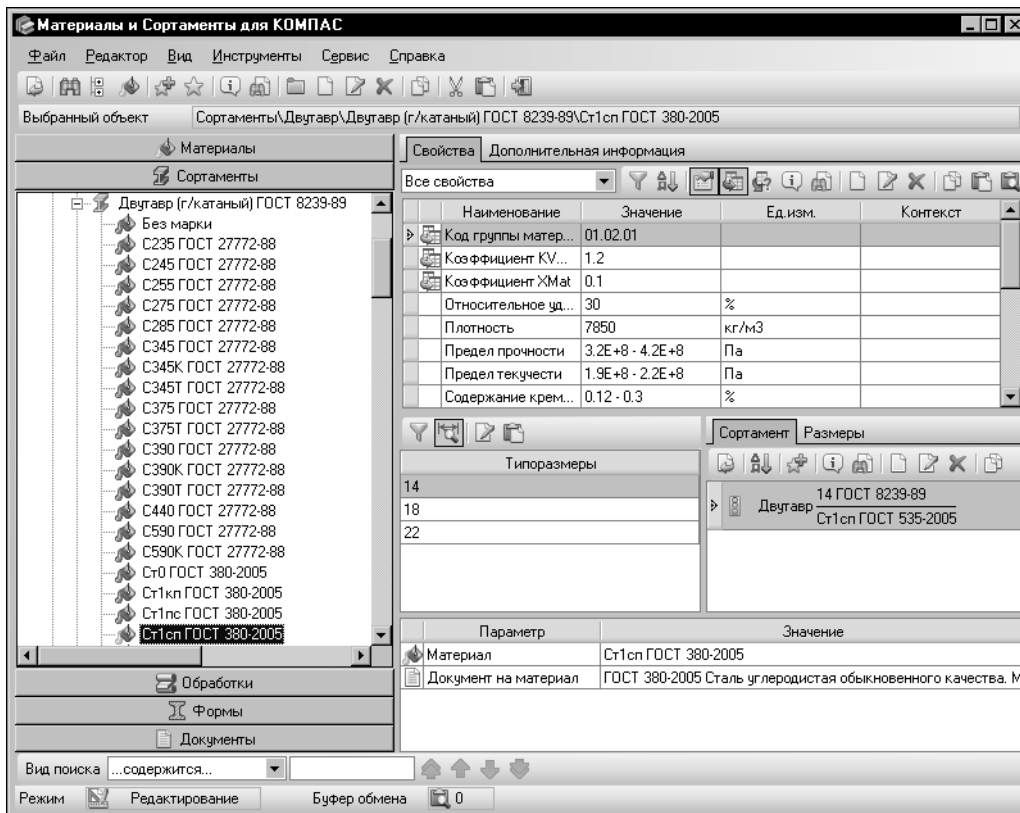 Материалы и Сортаменты для КОМПАС
Файл Редактор Вид Инструменты Сервис Справка
Выбранный объект Сортаменты\Двутавр\Двутавр (г/катаный) ГОСТ 8239-89\Ст1сп ГОСТ 380-2005
Материалы
Сортаменты
Двутавр (г/катаный) ГОСТ 8239-89
Без марки
С235 ГОСТ 27772-88
С245 ГОСТ 27772-88
С255 ГОСТ 27772-88
С275 ГОСТ 27772-88
С285 ГОСТ 27772-88
С345 ГОСТ 27772-88
С345К ГОСТ 27772-88
С345Т ГОСТ 27772-88
С375 ГОСТ 27772-88
С375Т ГОСТ 27772-88
С390 ГОСТ 27772-88
С390К ГОСТ 27772-88
С390Т ГОСТ 27772-88
С440 ГОСТ 27772-88
С590 ГОСТ 27772-88
С590К ГОСТ 27772-88
Ст0 ГОСТ 380-2005
Ст1кп ГОСТ 380-2005
Ст1пс ГОСТ 380-2005
Ст1сп ГОСТ 380-2005
Обработки
Формы
Документы
Свойства Дополнительная информация
Все свойства
Наименование Значение Ед.изм. Контекст
Код группы матер... 01.02.01
Коэффициент KV... 1.2
Коэффициент XMat 0.1
Относительное уд... 30 %
Плотность 7850 кг/м3
Предел прочности 3.2E+8 - 4.2E+8 Па
Предел текучести 1.9E+8 - 2.2E+8 Па
Содержание крем... 0.12 - 0.3 %
Типоразмеры
14
18
22
Сортамент Размеры
14 ГОСТ 8239-89
Двутавр
Ст1сп ГОСТ 535-2005
Параметр Значение
Материал Ст1сп ГОСТ 380-2005
Документ на материал ГОСТ 380-2005 Сталь углеродистая обыкновенного качества. М
Вид поиска ...содержится...
Режим Редактирование Буфер обмена 0